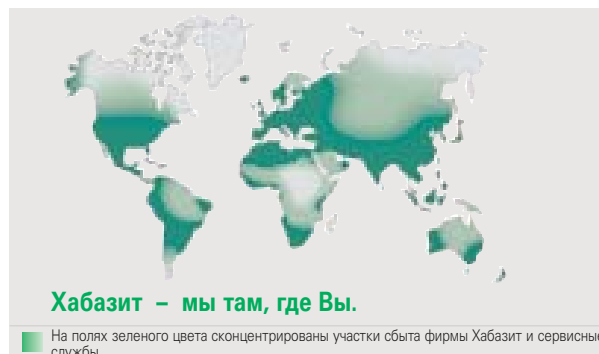 Хабазит – мы там, где Вы.
На полях зеленого цвета сконцентрированы участки сбыта фирмы Хабазит и сервисные
службы